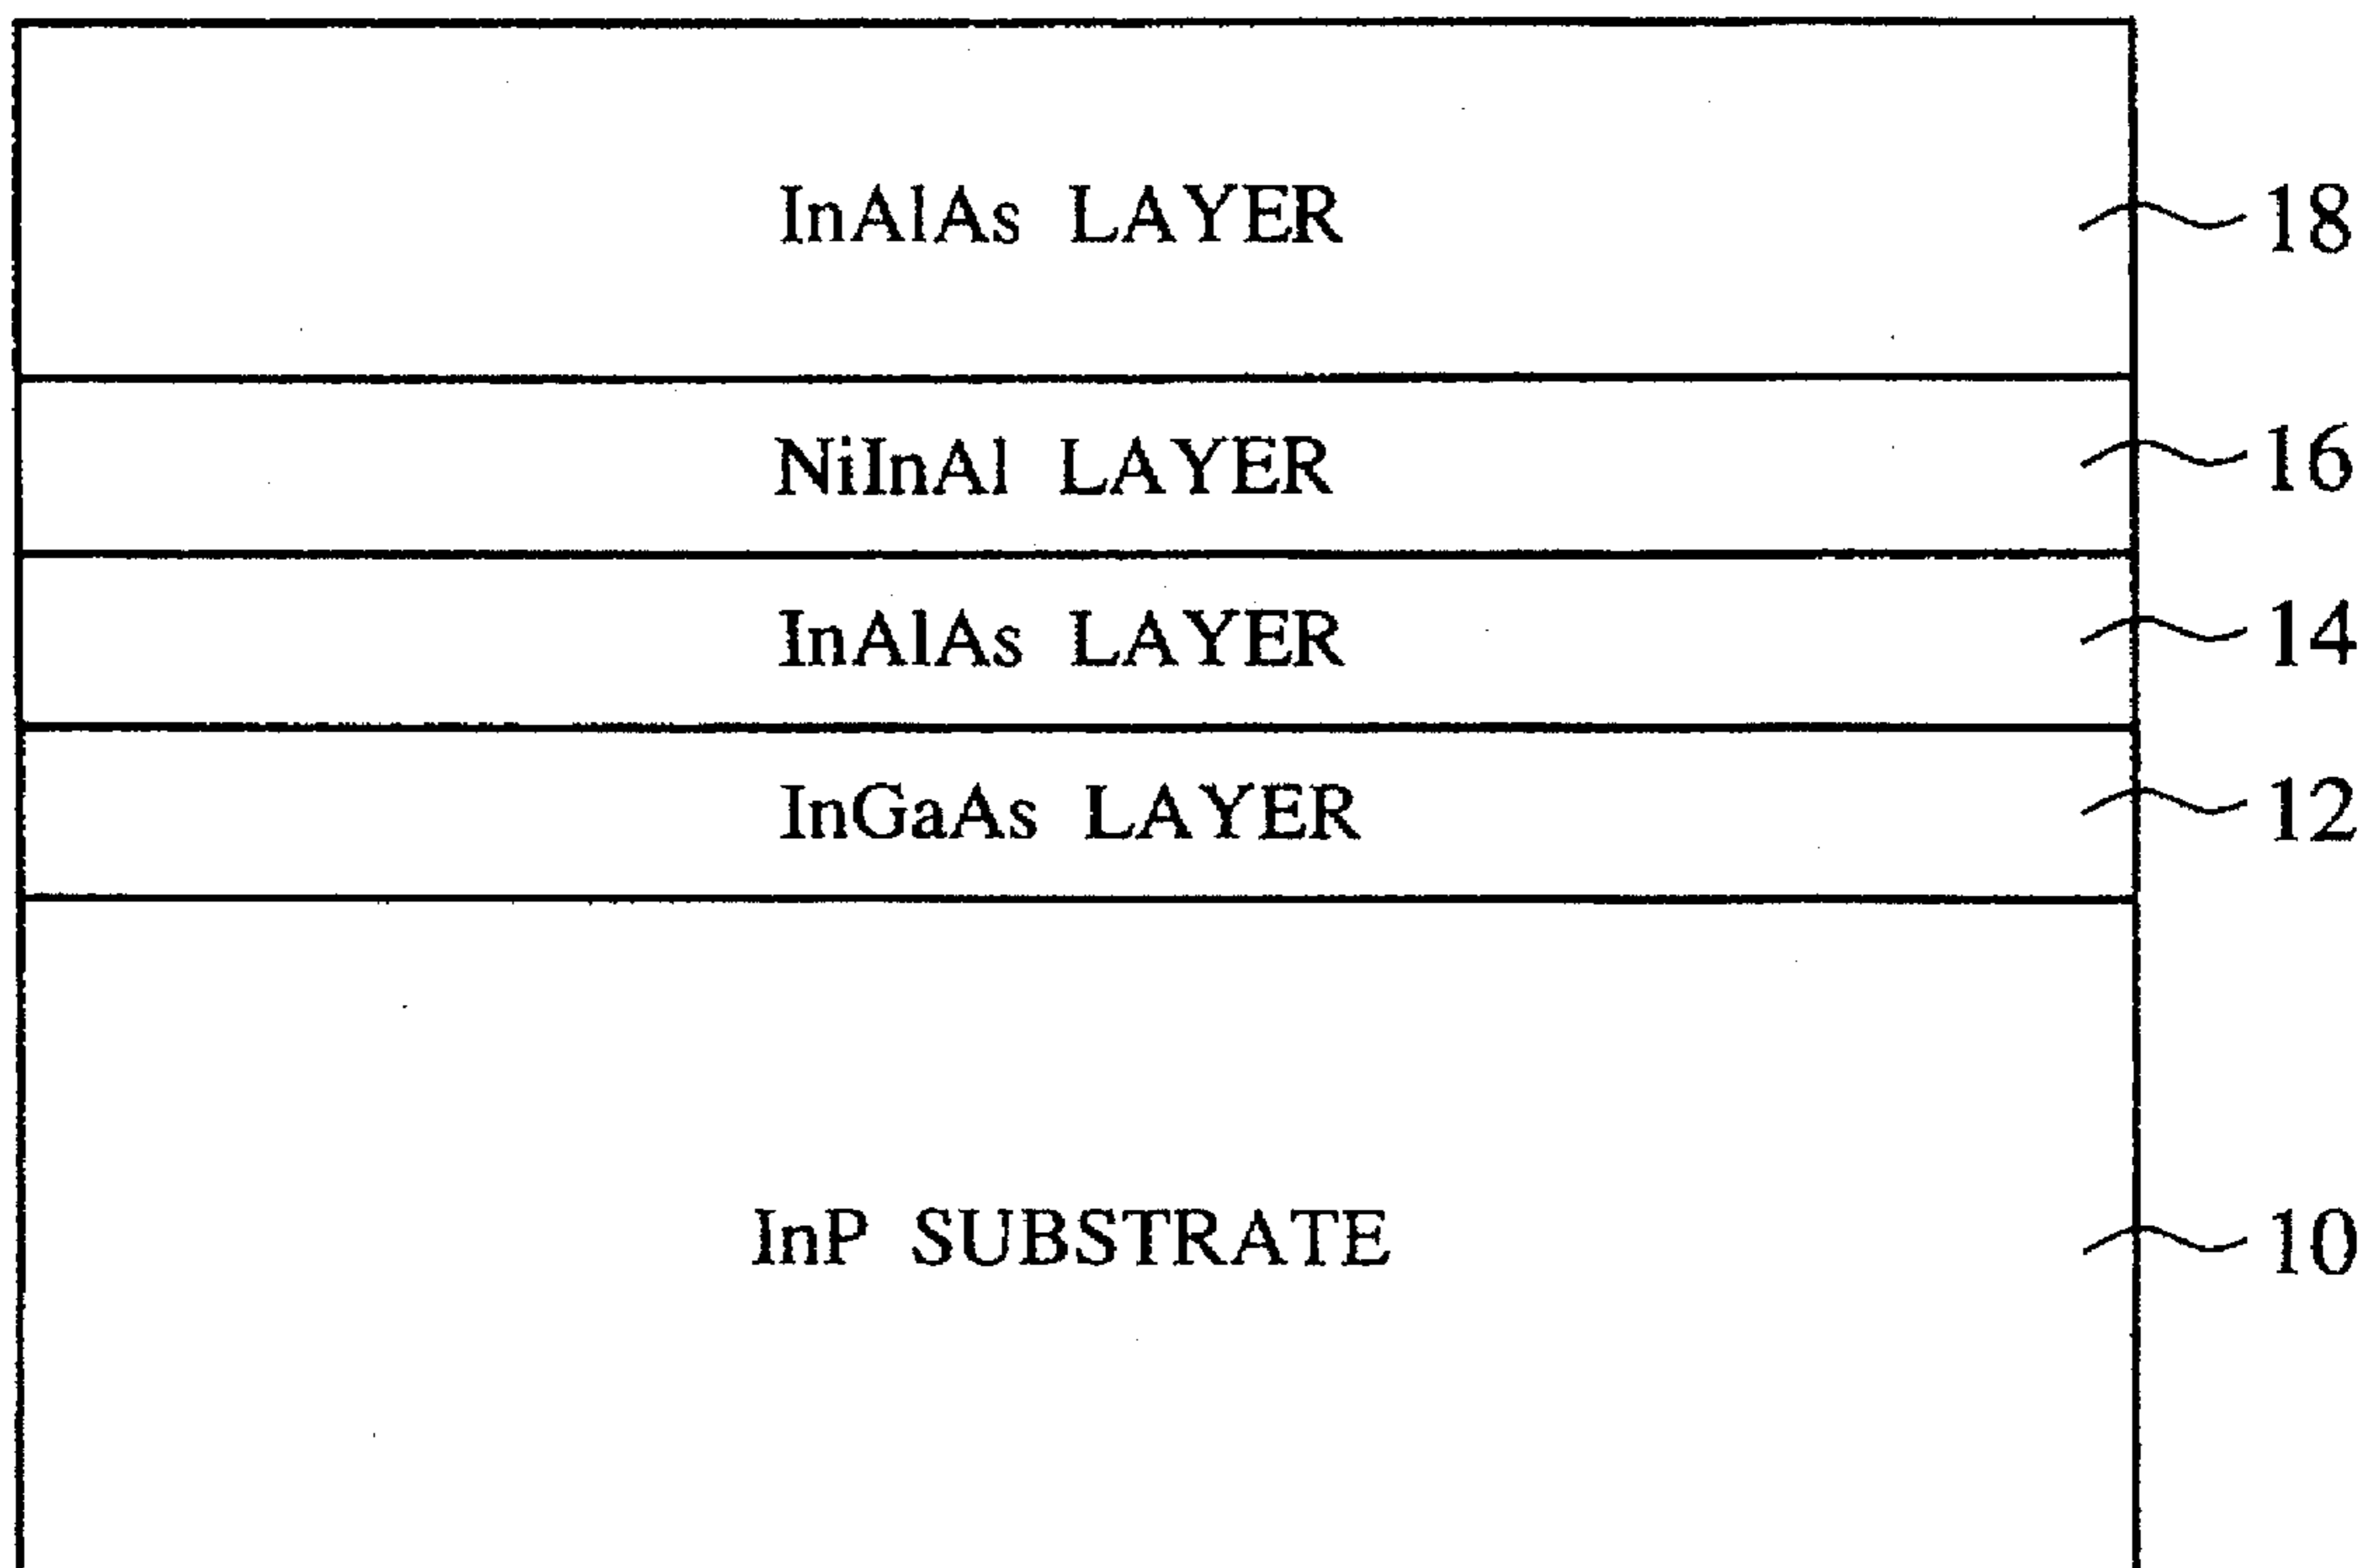 InAlAs LAYER 18
NiInAl LAYER 16
InAlAs LAYER 14
InGaAs LAYER 12
InP SUBSTRATE 10